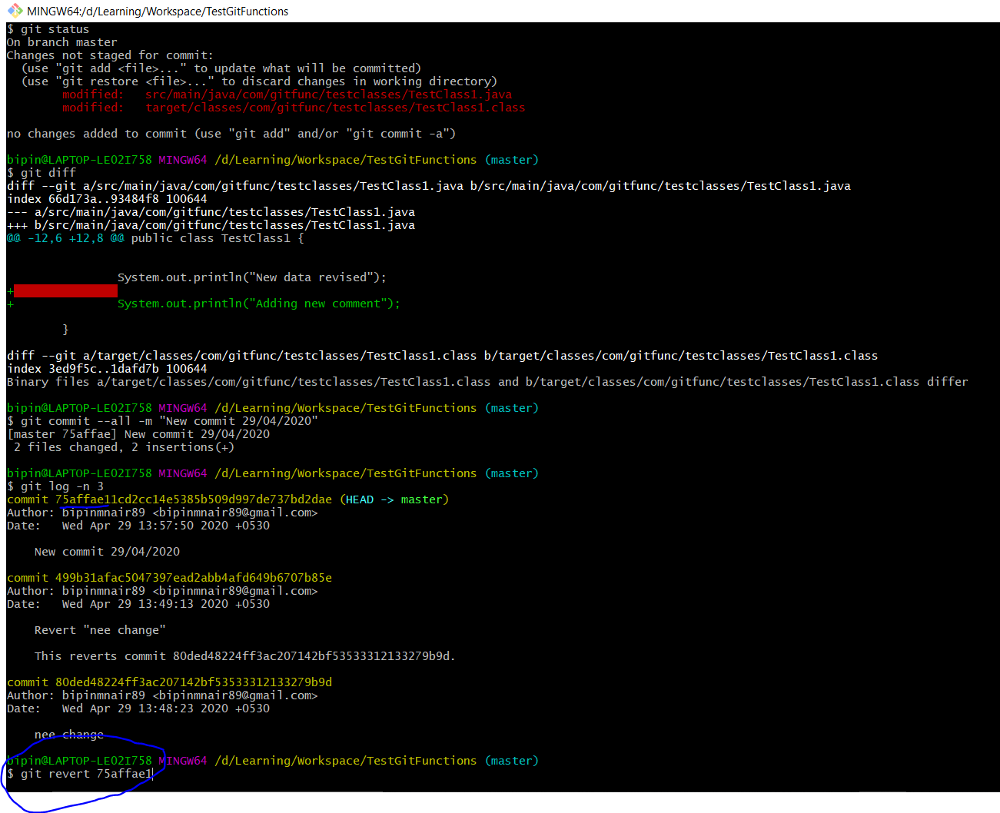 MINGW64:/d/Learning/Workspace/TestGitFunctions
$ git status
On branch master
Changes not staged for commit:
  (use "git add <file>..." to update what will be committed)
  (use "git restore <file>..." to discard changes in working directory)
        modified:   src/main/java/com/gitfunc/testclasses/TestClass1.java
        modified:   target/classes/com/gitfunc/testclasses/TestClass1.class

no changes added to commit (use "git add" and/or "git commit -a")

bipin@LAPTOP-LE02I758 MINGW64 /d/Learning/Workspace/TestGitFunctions (master)
$ git diff
diff --git a/src/main/java/com/gitfunc/testclasses/TestClass1.java b/src/main/java/com/gitfunc/testclasses/TestClass1.java
index 66d173a..93484f8 100644
--- a/src/main/java/com/gitfunc/testclasses/TestClass1.java
+++ b/src/main/java/com/gitfunc/testclasses/TestClass1.java
@@ -12,6 +12,8 @@ public class TestClass1 {


                System.out.println("New data revised");
+
+               System.out.println("Adding new comment");

        }

diff --git a/target/classes/com/gitfunc/testclasses/TestClass1.class b/target/classes/com/gitfunc/testclasses/TestClass1.class
index 3ed9f5c..1dafd7b 100644
Binary files a/target/classes/com/gitfunc/testclasses/TestClass1.class and b/target/classes/com/gitfunc/testclasses/TestClass1.class differ

bipin@LAPTOP-LE02I758 MINGW64 /d/Learning/Workspace/TestGitFunctions (master)
$ git commit --all -m "New commit 29/04/2020"
[master 75affae] New commit 29/04/2020
 2 files changed, 2 insertions(+)

bipin@LAPTOP-LE02I758 MINGW64 /d/Learning/Workspace/TestGitFunctions (master)
$ git log -n 3
commit 75affae11cd2cc14e5385b509d997de737bd2dae (HEAD -> master)
Author: bipinmnair89 <bipinmnair89@gmail.com>
Date:   Wed Apr 29 13:57:50 2020 +0530

    New commit 29/04/2020

commit 499b31afac5047397ead2abb4afd649b6707b85e
Author: bipinmnair89 <bipinmnair89@gmail.com>
Date:   Wed Apr 29 13:49:13 2020 +0530

    Revert "nee change"

    This reverts commit 80ded48224ff3ac207142bf53533312133279b9d.

commit 80ded48224ff3ac207142bf53533312133279b9d
Author: bipinmnair89 <bipinmnair89@gmail.com>
Date:   Wed Apr 29 13:48:23 2020 +0530

    nee change

bipin@LAPTOP-LE02I758 MINGW64 /d/Learning/Workspace/TestGitFunctions (master)
$ git revert 75affae1